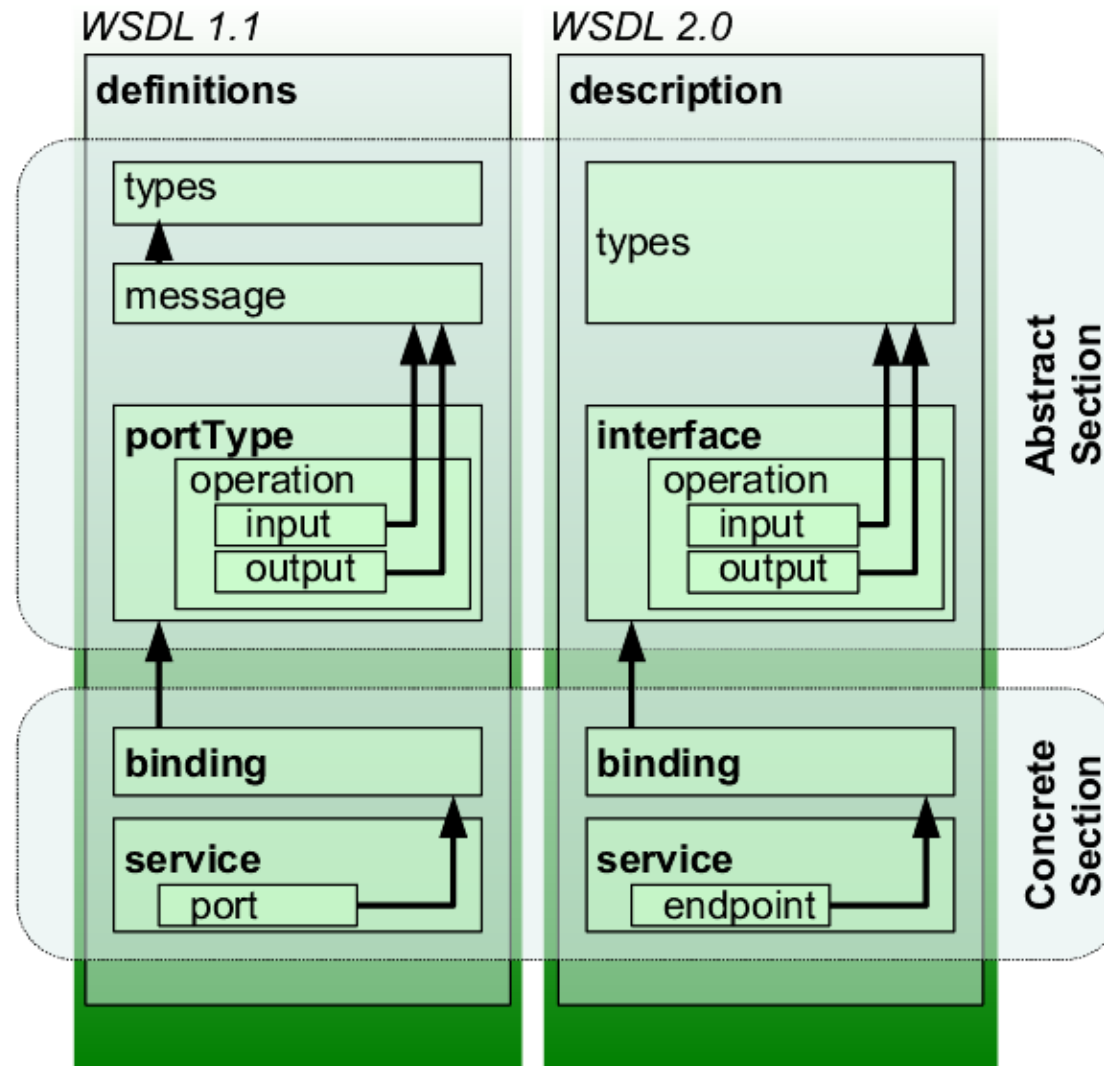 WSDL 1.1
definitions
types
message
portType
operation
input
output
binding
service
port
WSDL 2.0
description
types
interface
operation
input
output
binding
service
endpoint
Abstract
Section
Concrete
Section